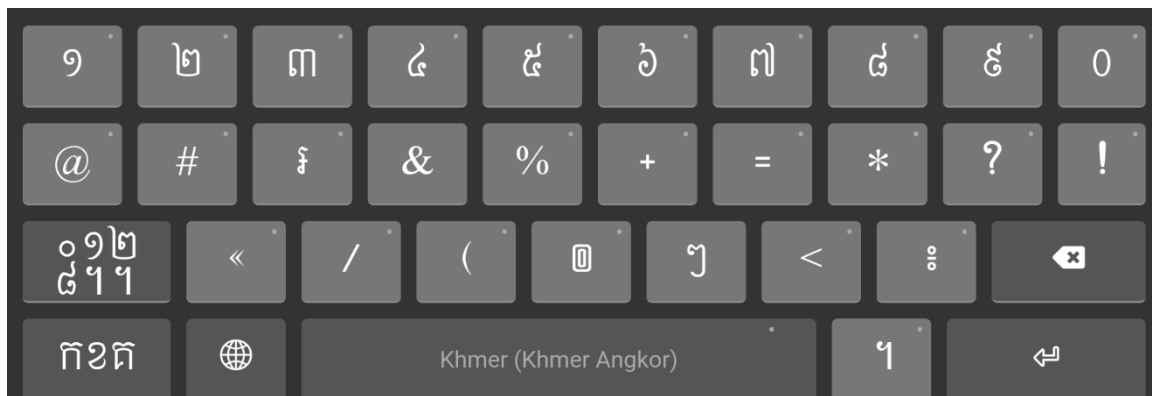 ១ ២ ៣ ៤ ៥ ៦ ៧ ៨ ៩ ០
@ # ៛ & % + = * ? !
០១២ ៨។។ « / ( ៗ < ៖
កខគ Khmer (Khmer Angkor) ។